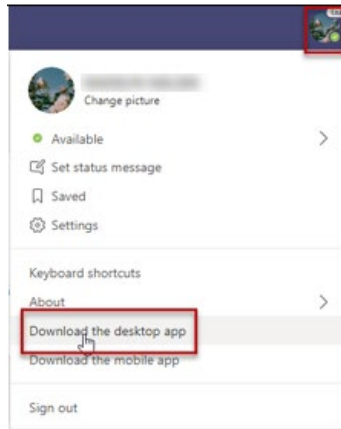 Change picture
Available
Set status message
Saved
Settings
Keyboard shortcuts
About
Download the desktop app
Download the mobile app
Sign out